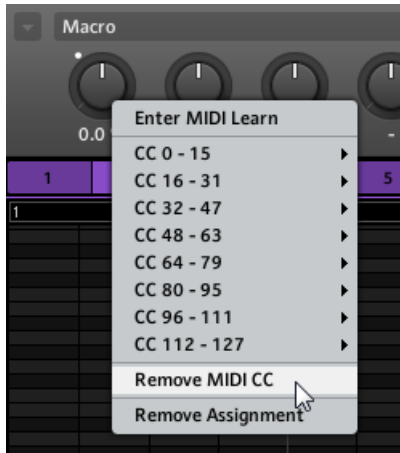 Macro
0.0
-
Enter MIDI Learn
CC 0 - 15
CC 16 - 31
CC 32 - 47
CC 48 - 63
CC 64 - 79
CC 80 - 95
CC 96 - 111
CC 112 - 127
Remove MIDI CC
Remove Assignment
1
5
1